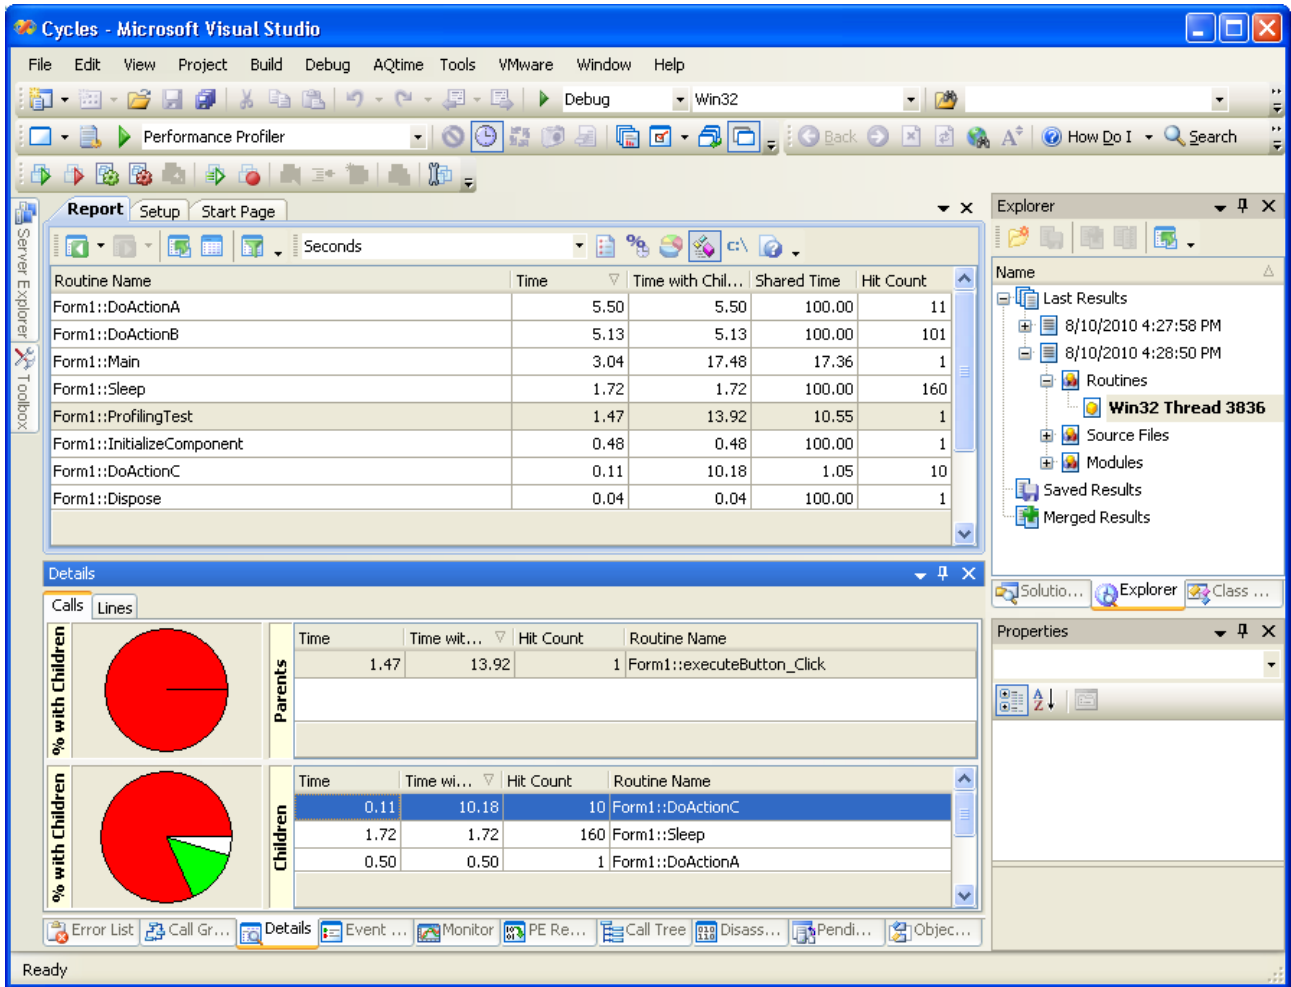 Cycles - Microsoft Visual Studio
File Edit View Project Build Debug AQtime Tools VMware Window Help
Debug Win32
Performance Profiler Back How Do I Search
Server Explorer
Toolbox
Report Setup Start Page
Seconds c:\
Routine Name Time Time with Chil... Shared Time Hit Count
Form1::DoActionA 5.50 5.50 100.00 11
Form1::DoActionB 5.13 5.13 100.00 101
Form1::Main 3.04 17.48 17.36 1
Form1::Sleep 1.72 1.72 100.00 160
Form1::ProfilingTest 1.47 13.92 10.55 1
Form1::InitializeComponent 0.48 0.48 100.00 1
Form1::DoActionC 0.11 10.18 1.05 10
Form1::Dispose 0.04 0.04 100.00 1
Explorer
Name
Last Results
8/10/2010 4:27:58 PM
8/10/2010 4:28:50 PM
Routines
Win32 Thread 3836
Source Files
Modules
Saved Results
Merged Results
Solutio... Explorer Class ...
Properties
Details
Calls Lines
% with Children
Parents
Time Time wit... Hit Count Routine Name
1.47 13.92 1 Form1::executeButton_Click
% with Children
Children
Time Time wi... Hit Count Routine Name
0.11 10.18 10 Form1::DoActionC
1.72 1.72 160 Form1::Sleep
0.50 0.50 1 Form1::DoActionA
Error List Call Gr... Details Event ... Monitor PE Re... Call Tree Disass... Pendi... Objec...
Ready